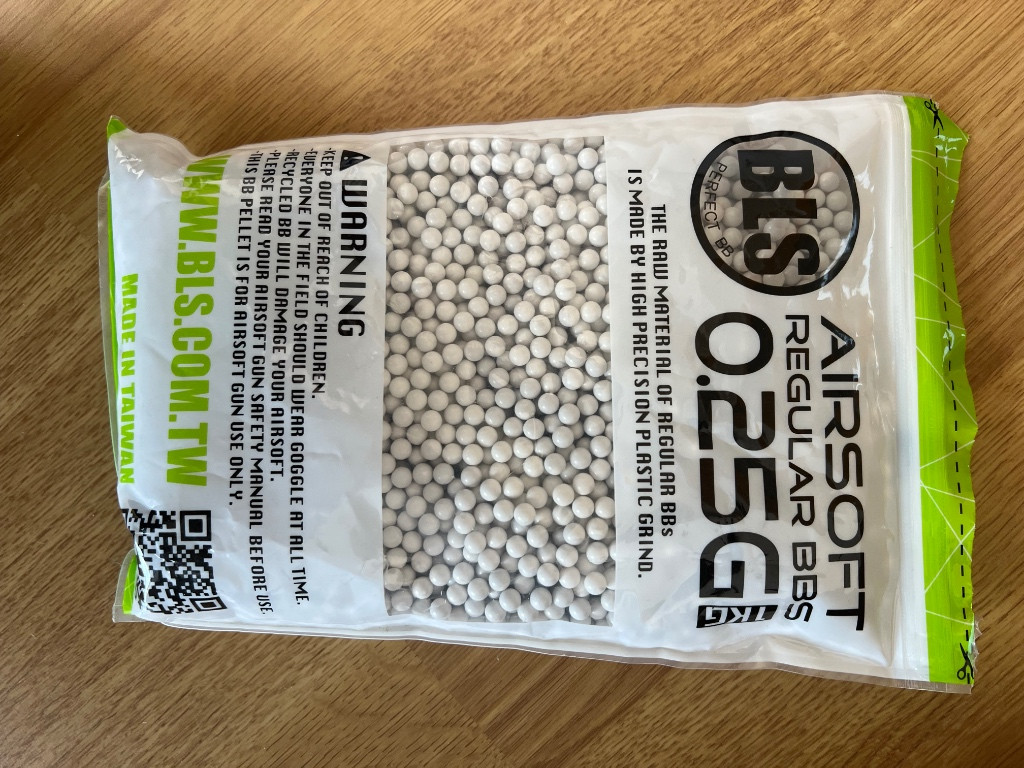 BLS
PERFECT BB
AIRSOFT
REGULAR BBS
0.25G
1KG
THE RAW MATERIAL OF REGULAR BBs
IS MADE BY HIGH PRECISION PLASTIC GRIND.
WARNING
·KEEP OUT OF REACH OF CHILDREN.
·EVERYONE IN THE FIELD SHOULD WEAR GOGGLE AT ALL TIME.
·RECYCLED BB WILL DAMAGE YOUR AIRSOFT.
·PLEASE READ YOUR AIRSOFT GUN SAFETY MANUAL BEFORE USE
·THIS BB PELLET IS FOR AIRSOFT GUN USE ONLY.
WWW.BLS.COM.TW
MADE IN TAIWAN